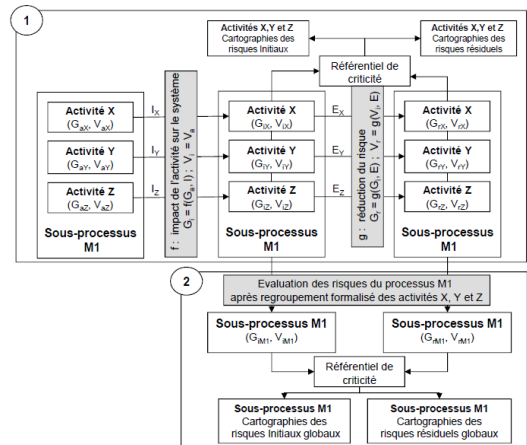 1
Activités X,Y et Z
Cartographies des
risques Initiaux
Activités X,Y et Z
Cartographies des
risques résiduels
Référentiel de
criticité
Activité X
(GaX, VaX)
Activité Y
(GaY, VaY)
Activité Z
(GaZ, VaZ)
Sous-processus
M1
IX
IY
IZ
f : impact de l'activité sur le système
Gi = f(Ga, I) ; Vi = Va
Activité X
(GiX, ViX)
Activité Y
(GiY, ViY)
Activité Z
(GiZ, ViZ)
Sous-processus
M1
EX
EY
EZ
g : réduction du risque
Gr = g(Gi, E) ; Vr = g(Vi, E)
Activité X
(GrX, VrX)
Activité Y
(GrY, VrY)
Activité Z
(GrZ, VrZ)
Sous-processus
M1
2
Evaluation des risques du processus M1
après regroupement formalisé des activités X, Y et Z
Sous-processus M1
(GiM1, ViM1)
Sous-processus M1
(GrM1, VrM1)
Référentiel de
criticité
Sous-processus M1
Cartographies des
risques Initiaux globaux
Sous-processus M1
Cartographies des
risques résiduels globaux